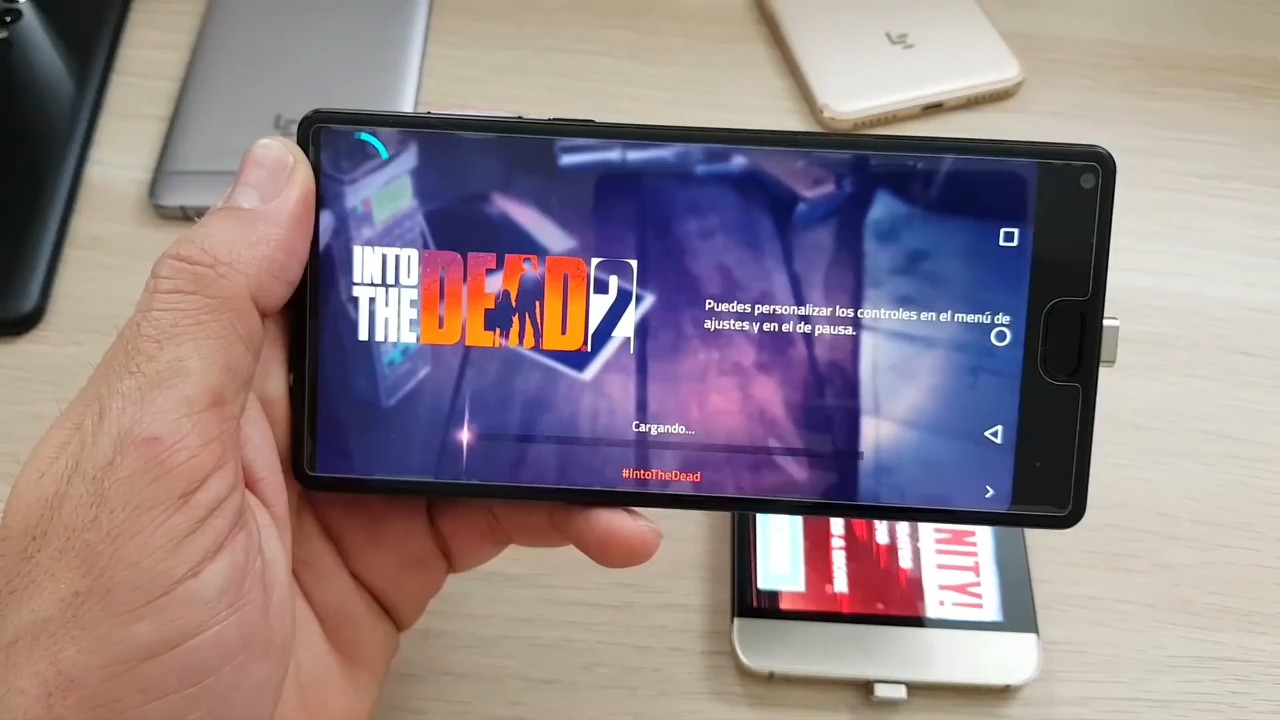 INTO
THE DEAD 2
Puedes personalizar los controles en el menú de
ajustes y en el de pausa.
Cargando...
#IntoTheDead
NITY!